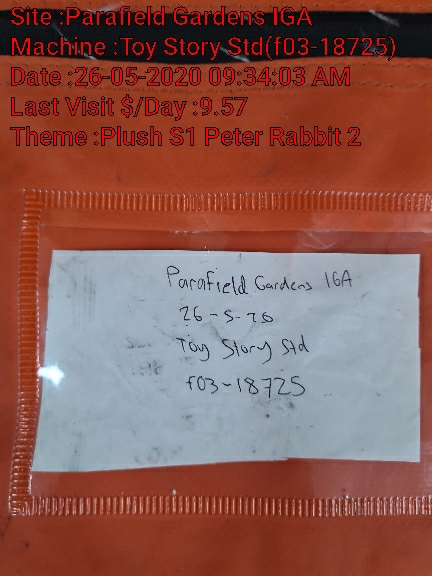 Site :Parafield Gardens IGA
Machine :Toy Story Std(f03-18725)
Date :26-05-2020 09:34:03 AM
Last Visit $/Day :9.57
Theme :Plush S1 Peter Rabbit 2
Parafield Gardens IGA
26-5-20
Toy Story Std
f03-18725